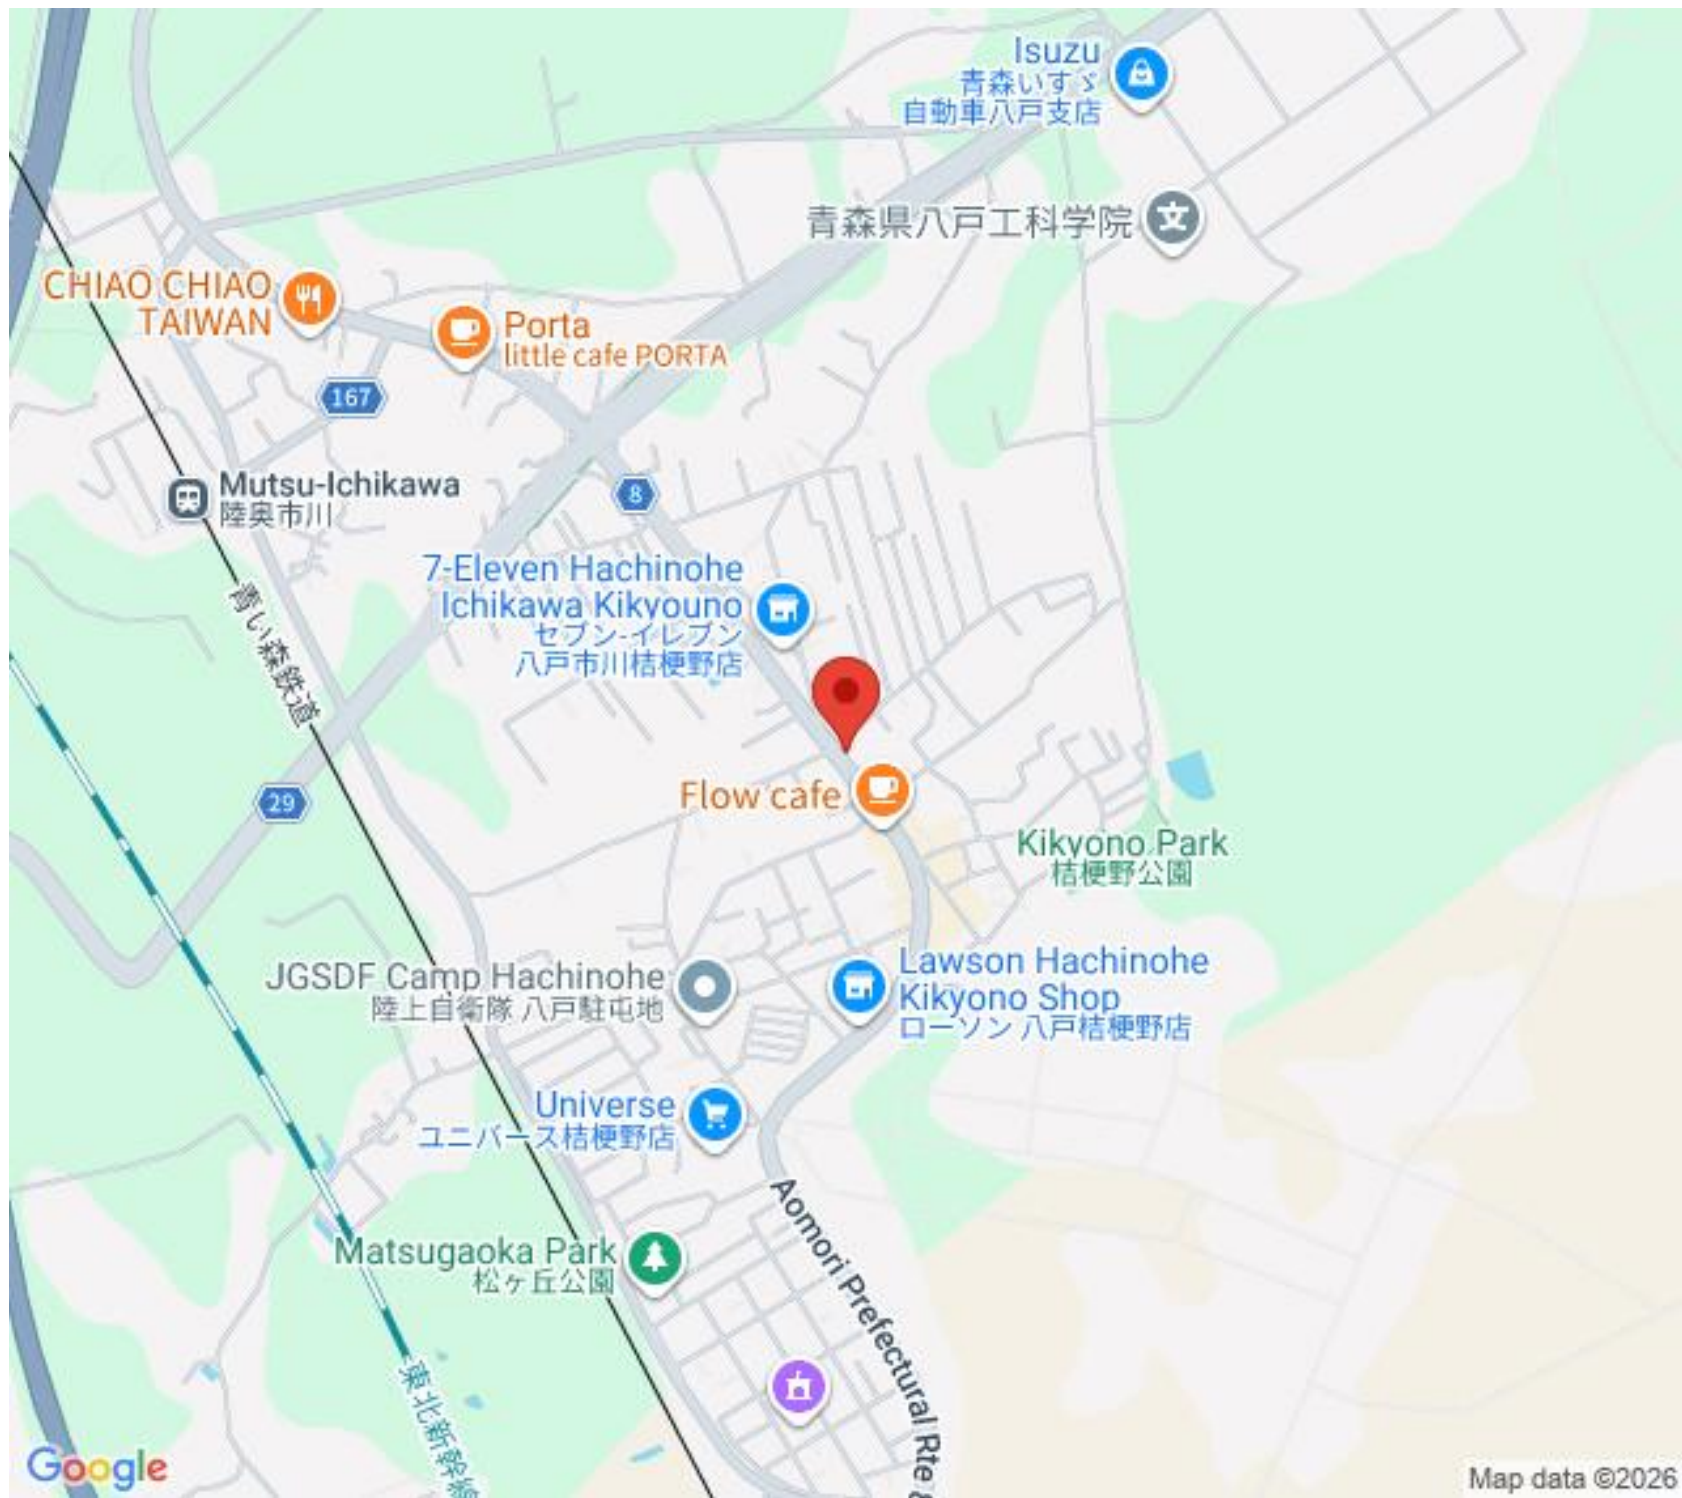 Isuzu
青森いすゞ
自動車八戸支店
青森県八戸工科学院
CHIAO CHIAO
TAIWAN
Porta
little cafe PORTA
167
Mutsu-Ichikawa
陸奥市川
8
7-Eleven Hachinohe
Ichikawa Kikyouno
セブン-イレブン
八戸市川桔梗野店
青い森鉄道
29
Flow cafe
Kikyono Park
桔梗野公園
JGSDF Camp Hachinohe
陸上自衛隊 八戸駐屯地
Lawson Hachinohe
Kikyono Shop
ローソン 八戸桔梗野店
Universe
ユニバース桔梗野店
Aomori Prefectural Rte 8
Matsugaoka Park
松ヶ丘公園
東北新幹線
Google
Map data ©2026